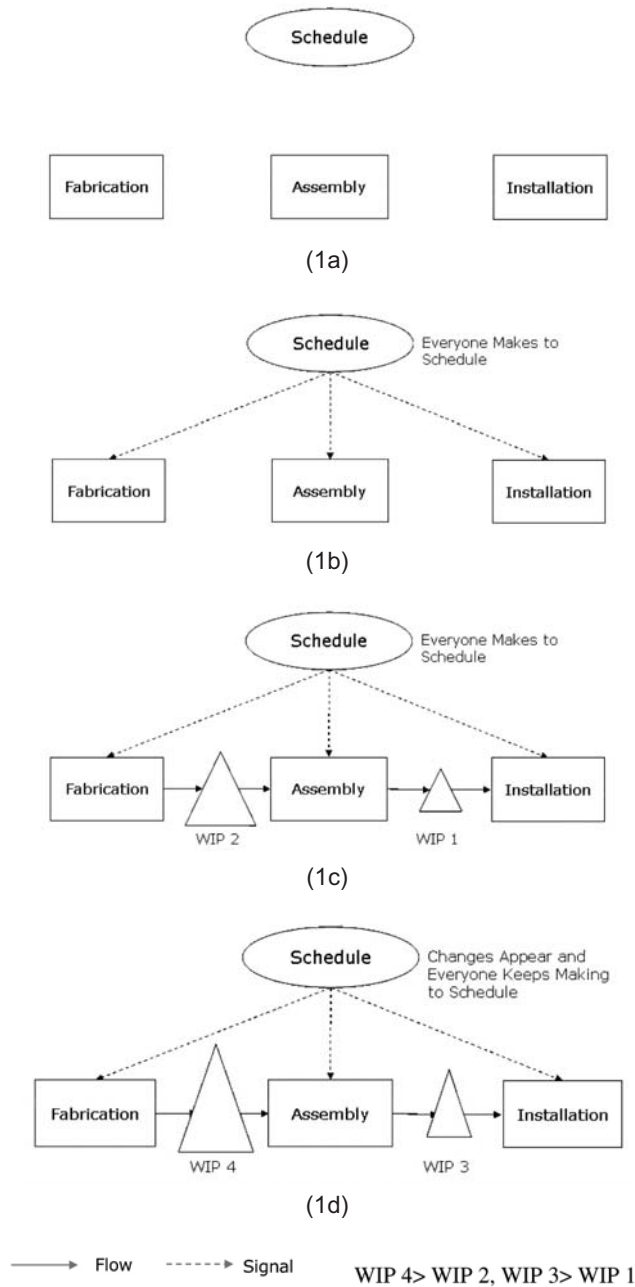 Schedule
Fabrication
Assembly
Installation
(1a)
Schedule
Everyone Makes to
Schedule
Fabrication
Assembly
Installation
(1b)
Schedule
Everyone Makes to
Schedule
Fabrication
Assembly
Installation
WIP 2
WIP 1
(1c)
Schedule
Changes Appear and
Everyone Keeps Making
to Schedule
Fabrication
Assembly
Installation
WIP 4
WIP 3
(1d)
Flow
Signal
WIP 4> WIP 2, WIP 3> WIP 1